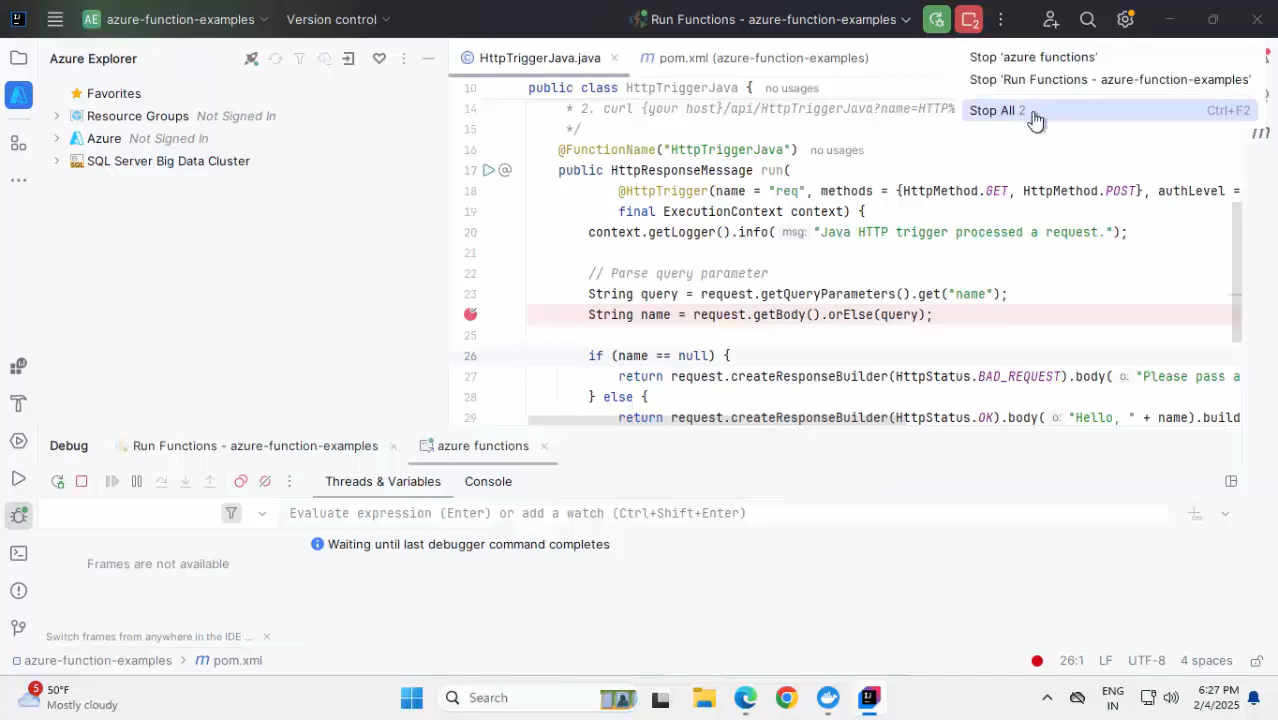 AE azure-function-examples Version control Run Functions - azure-function-examples 2
Azure Explorer
HttpTriggerJava.java
m pom.xml (azure-function-examples)
Stop 'azure functions'
Stop 'Run Functions - azure-function-examples'
Stop All 2 Ctrl+F2
Favorites
Resource Groups Not Signed In
Azure Not Signed In
SQL Server Big Data Cluster
10 public class HttpTriggerJava { no usages
14 * 2. curl {your host}/api/HttpTriggerJava?name=HTTP%
15 */
16 @FunctionName("HttpTriggerJava") no usages
17 public HttpResponseMessage run(
18 @HttpTrigger(name = "req", methods = {HttpMethod.GET, HttpMethod.POST}, authLevel =
19 final ExecutionContext context) {
20 context.getLogger().info( msg: "Java HTTP trigger processed a request.");
21
22 // Parse query parameter
23 String query = request.getQueryParameters().get("name");
String name = request.getBody().orElse(query);
25
26 if (name == null) {
27 return request.createResponseBuilder(HttpStatus.BAD_REQUEST).body( o: "Please pass a
28 } else {
29 return request.createResponseBuilder(HttpStatus.OK).body( o: "Hello, " + name).build
Debug Run Functions - azure-function-examples azure functions
Threads & Variables Console
Evaluate expression (Enter) or add a watch (Ctrl+Shift+Enter)
Waiting until last debugger command completes
Frames are not available
Switch frames from anywhere in the IDE ...
azure-function-examples > m pom.xml
26:1 LF UTF-8 4 spaces
5
50°F
Mostly cloudy
Search
ENG
IN
6:27 PM
2/4/2025